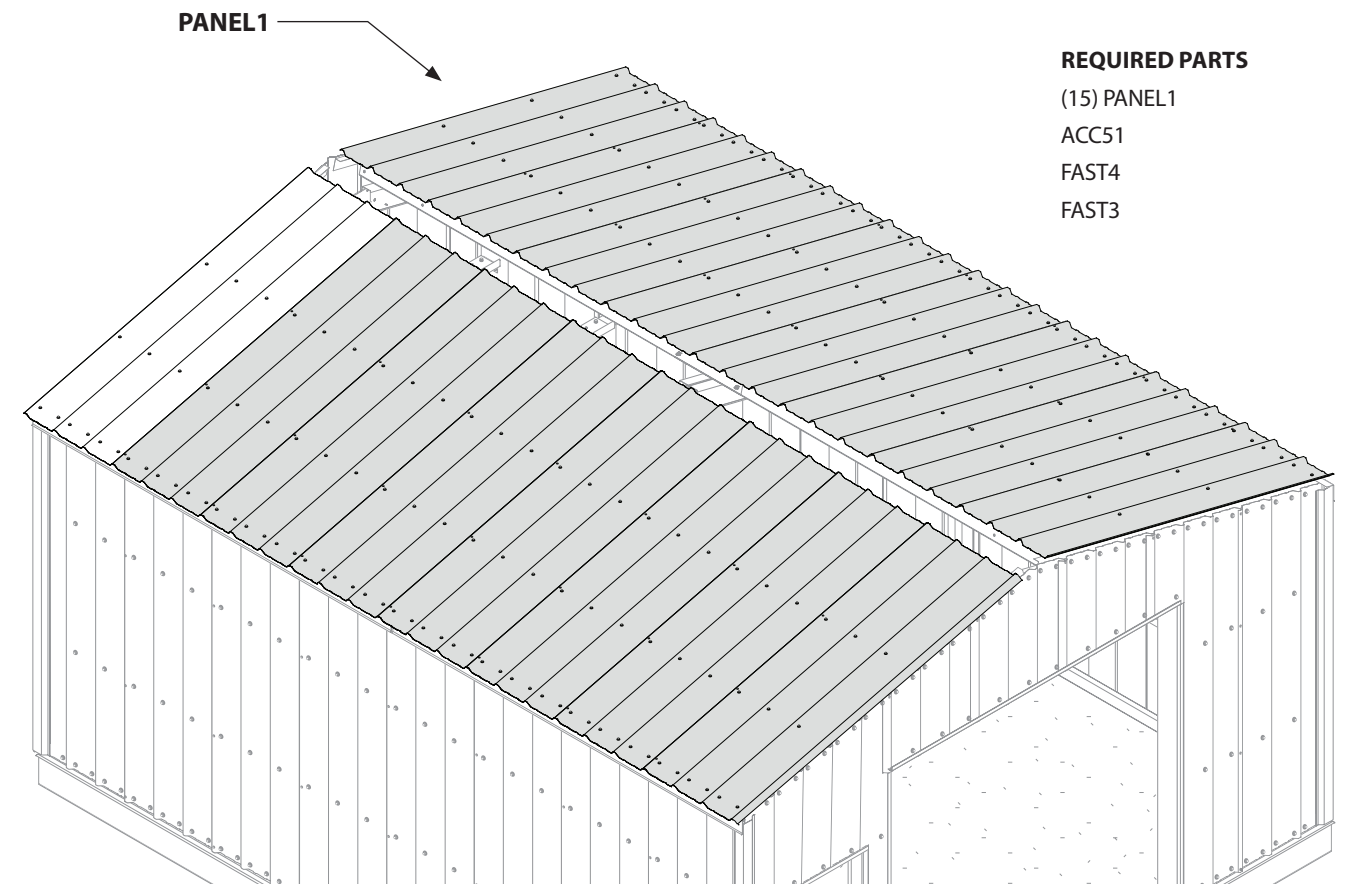 PANEL1
REQUIRED PARTS
(15) PANEL1
ACC51
FAST4
FAST3